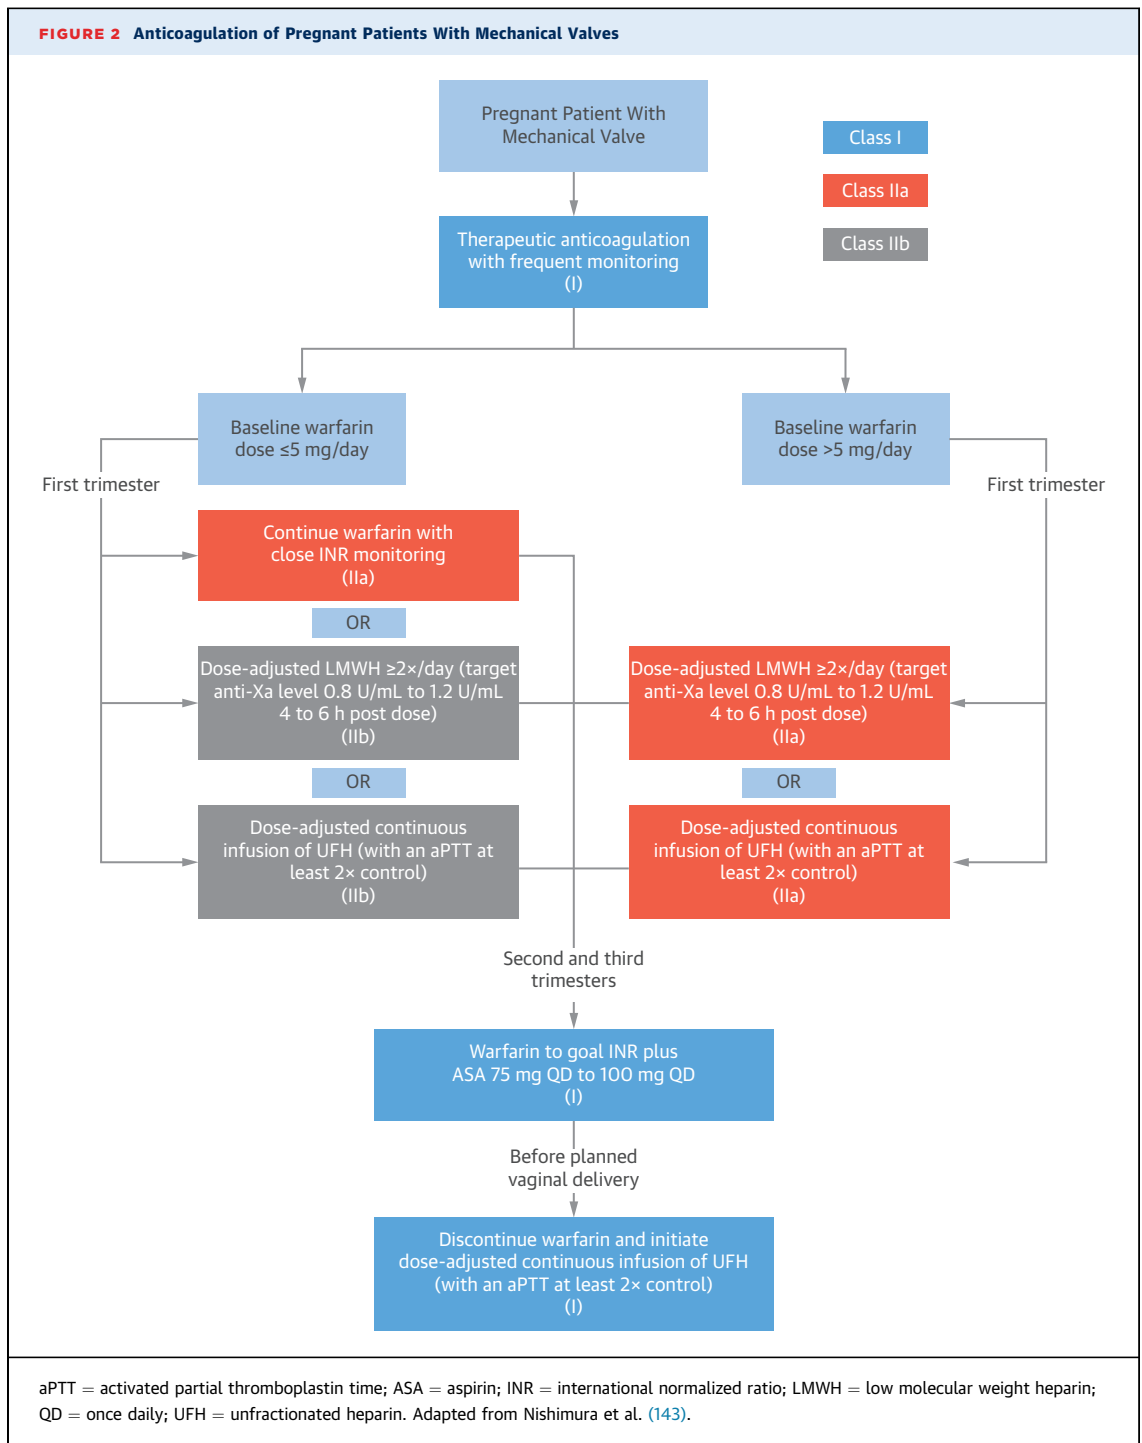 FIGURE 2 Anticoagulation of Pregnant Patients With Mechanical Valves
Pregnant Patient With
Mechanical Valve
Class I
Class IIa
Class IIb
Therapeutic anticoagulation
with frequent monitoring
(I)
Baseline warfarin
dose ≤5 mg/day
Baseline warfarin
dose >5 mg/day
First trimester
First trimester
Continue warfarin with
close INR monitoring
(IIa)
OR
Dose-adjusted LMWH ≥2×/day (target
anti-Xa level 0.8 U/mL to 1.2 U/mL
4 to 6 h post dose)
(IIb)
Dose-adjusted LMWH ≥2×/day (target
anti-Xa level 0.8 U/mL to 1.2 U/mL
4 to 6 h post dose)
(IIa)
OR
OR
Dose-adjusted continuous
infusion of UFH (with an aPTT at
least 2× control)
(IIb)
Dose-adjusted continuous
infusion of UFH (with an aPTT at
least 2× control)
(IIa)
Second and third
trimesters
Warfarin to goal INR plus
ASA 75 mg QD to 100 mg QD
(I)
Before planned
vaginal delivery
Discontinue warfarin and initiate
dose-adjusted continuous infusion of UFH
(with an aPTT at least 2× control)
(I)
aPTT = activated partial thromboplastin time; ASA = aspirin; INR = international normalized ratio; LMWH = low molecular weight heparin;
QD = once daily; UFH = unfractionated heparin. Adapted from Nishimura et al. (143).